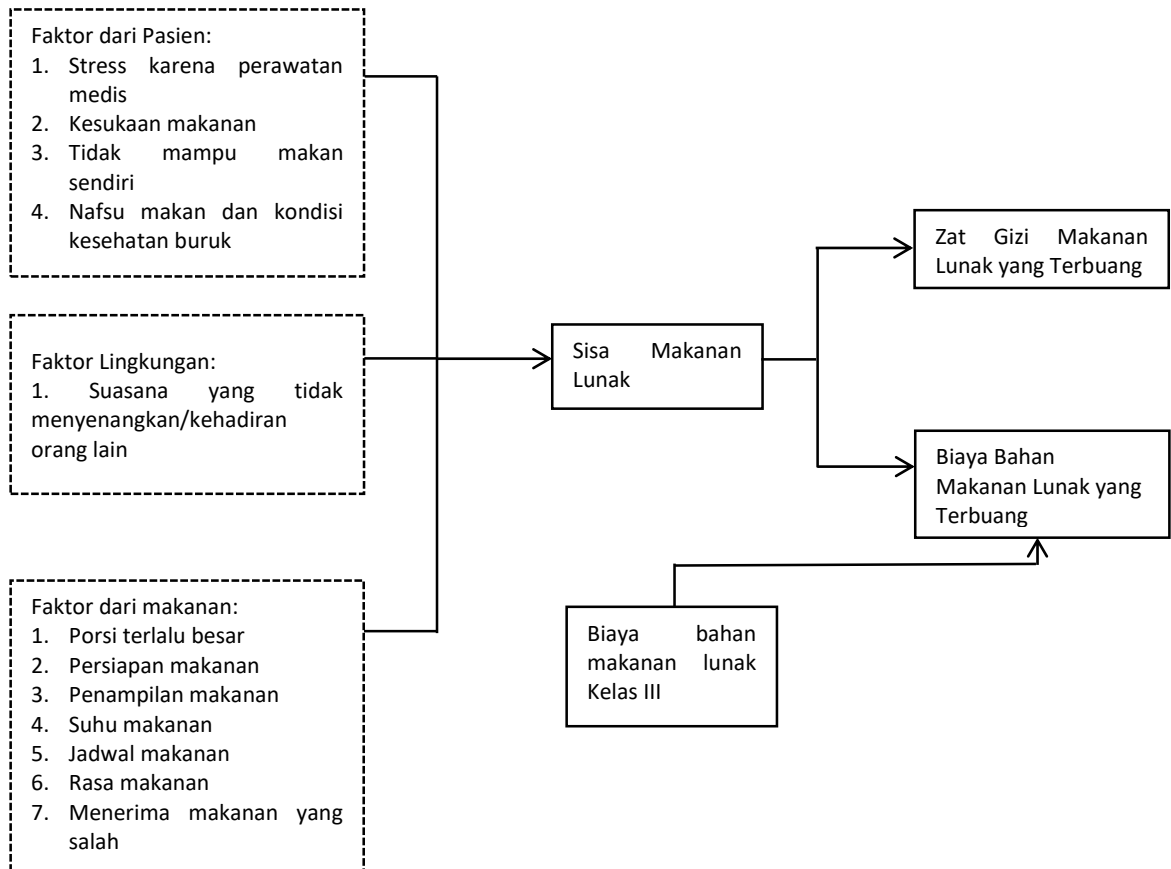 Faktor dari Pasien:
1. Stress karena perawatan
medis
2. Kesukaan makanan
3. Tidak mampu makan
sendiri
4. Nafsu makan dan kondisi
kesehatan buruk
Faktor Lingkungan:
1. Suasana yang tidak
menyenangkan/kehadiran
orang lain
Faktor dari makanan:
1. Porsi terlalu besar
2. Persiapan makanan
3. Penampilan makanan
4. Suhu makanan
5. Jadwal makanan
6. Rasa makanan
7. Menerima makanan yang
salah
Sisa Makanan
Lunak
Biaya bahan
makanan lunak
Kelas III
Zat Gizi Makanan
Lunak yang Terbuang
Biaya Bahan
Makanan Lunak yang
Terbuang